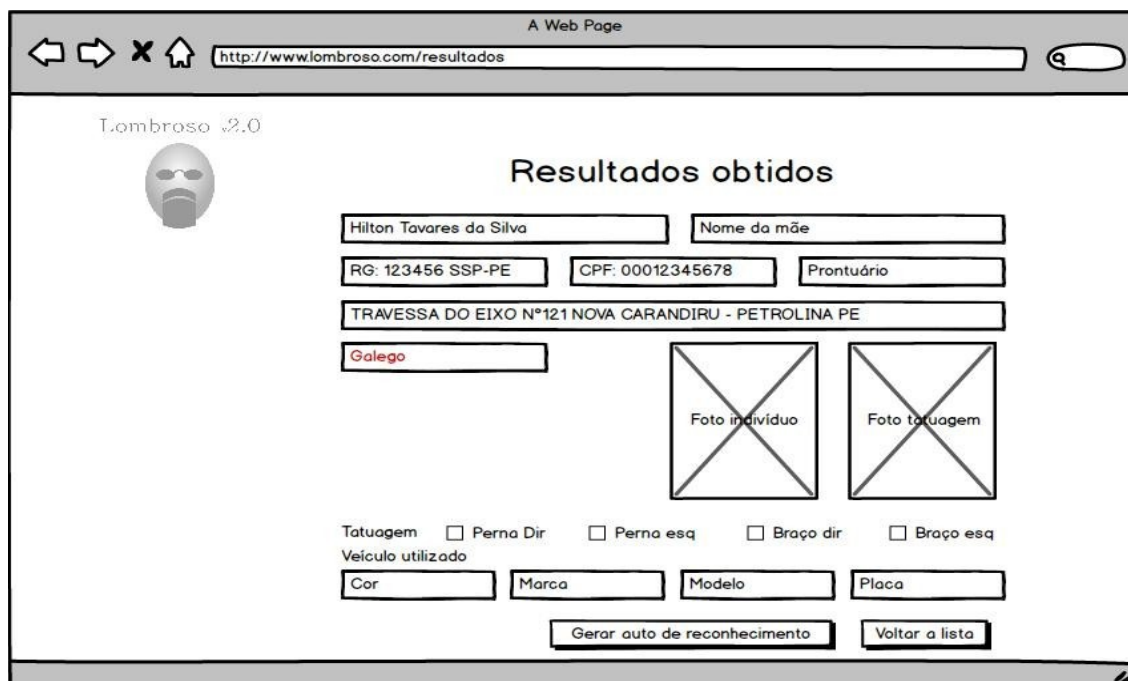 A Web Page
http://www.lombroso.com/resultados
Lombroso v2.0
Resultados obtidos
Hilton Tavares da Silva Nome da mãe
RG: 123456 SSP-PE CPF: 00012345678 Prontuário
TRAVESSA DO EIXO Nº121 NOVA CARANDIRU - PETROLINA PE
Galego
Foto indivíduo Foto tatuagem
Tatuagem Perna Dir Perna esq Braço dir Braço esq
Veículo utilizado
Cor Marca Modelo Placa
Gerar auto de reconhecimento Voltar a lista